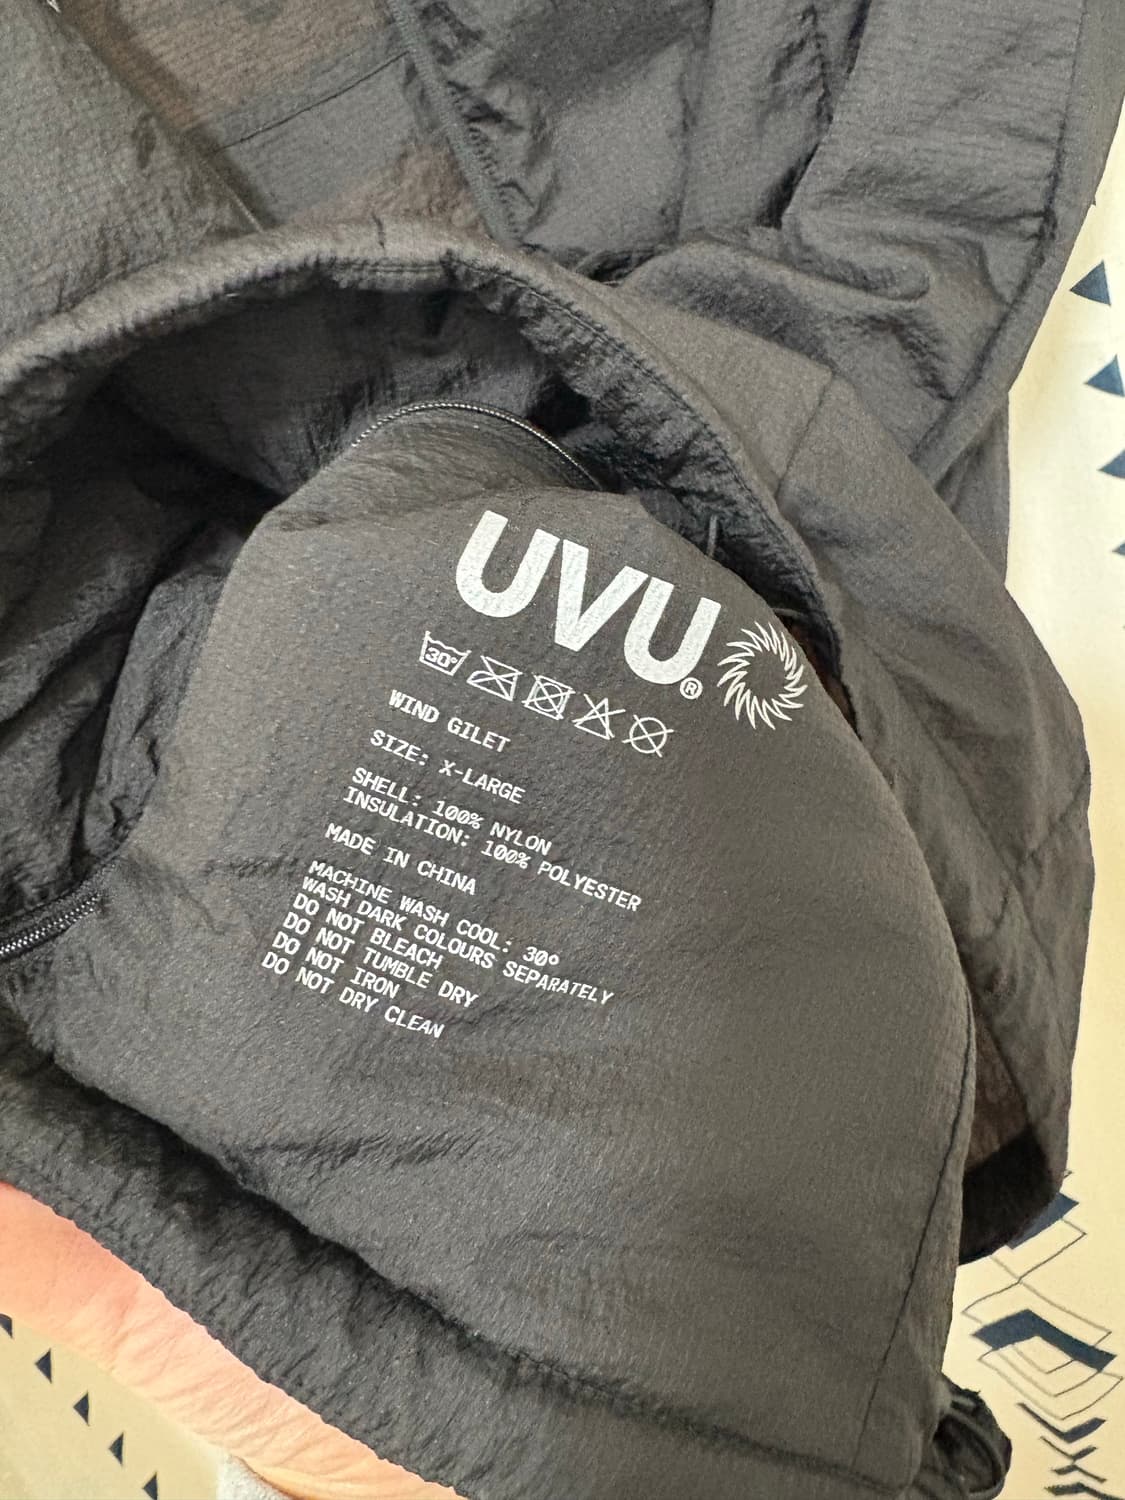 UVU®
30°
WIND GILET
SIZE: X-LARGE
SHELL: 100% NYLON
INSULATION: 100% POLYESTER
MADE IN CHINA
MACHINE WASH COOL: 30°
WASH DARK COLOURS SEPARATELY
DO NOT BLEACH
DO NOT TUMBLE DRY
DO NOT IRON
DO NOT DRY CLEAN